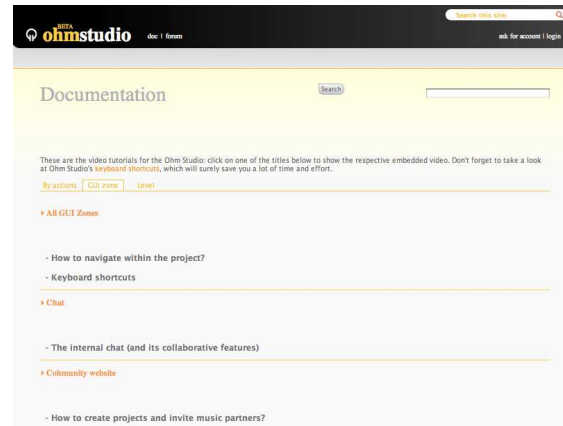 Search this site
BETA
ohmstudio
doc | forum
ask for account | login
Documentation
Search
These are the video tutorials for the Ohm Studio: click on one of the titles below to show the respective embedded video. Don't forget to take a look
at Ohm Studio's keyboard shortcuts, which will surely save you a lot of time and effort.
By actions GUI zone Level
All GUI Zones
- How to navigate within the project?
- Keyboard shortcuts
Chat
- The internal chat (and its collaborative features)
Cohmunity website
- How to create projects and invite music partners?